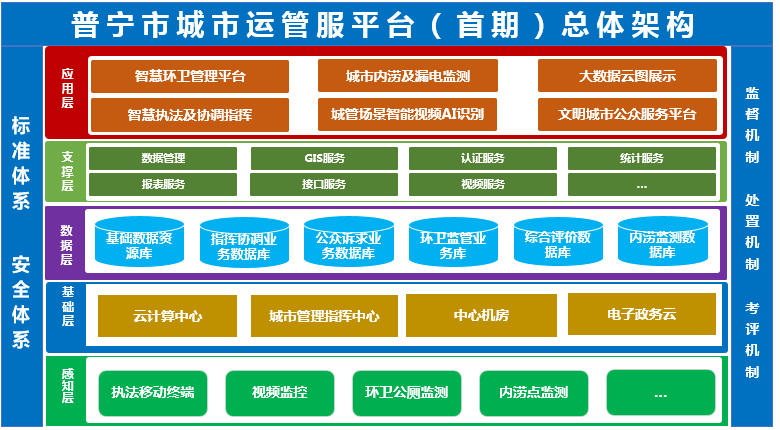 普宁市城市运管服平台（首期）总体架构
标准体系
安全体系
应用层
智慧环卫管理平台
城市内涝及漏电监测
大数据云图展示
智慧执法及协调指挥
城管场景智能视频AI识别
文明城市公众服务平台
支撑层
数据管理
GIS服务
认证服务
统计服务
报表服务
接口服务
视频服务
...
数据层
基础数据资
源库
指挥协调业
务数据库
公众诉求业
务数据库
环卫监管业
务库
综合评价数
据库
内涝监测数
据库
基础层
云计算中心
城市管理指挥中心
中心机房
电子政务云
感知层
执法移动终端
视频监控
环卫公厕监测
内涝点监测
...
监督机制
处置机制
考评机制